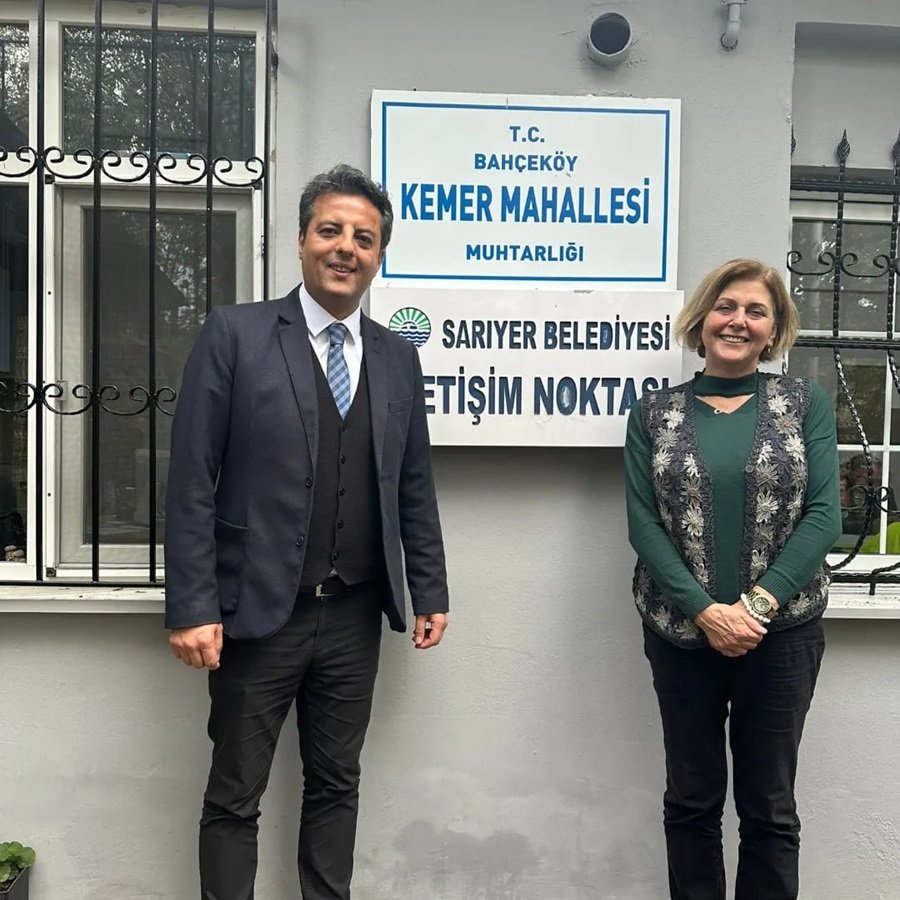 T.C.
BAHÇEKÖY
KEMER MAHALLESİ
MUHTARLIĞI
SARIYER BELEDİYESİ
ETİŞİM NOKTASI